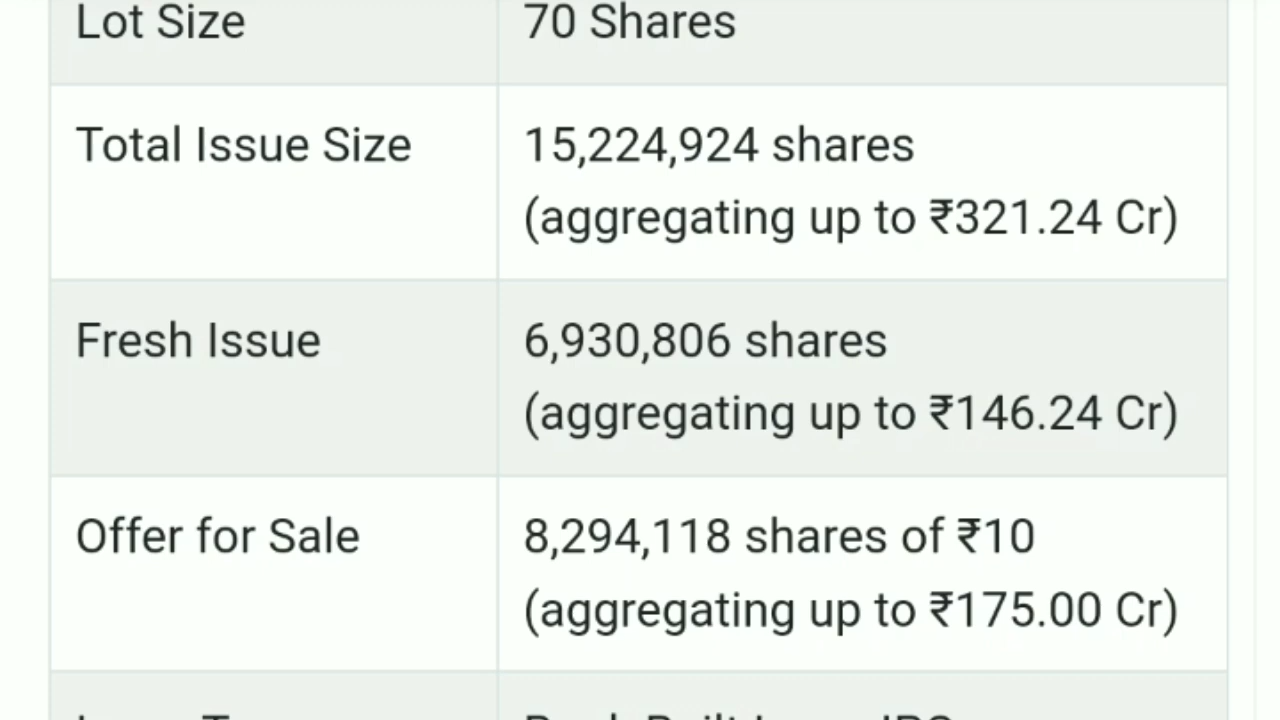 Lot Size
70 Shares
Total Issue Size
15,224,924 shares
(aggregating up to ₹321.24 Cr)
Fresh Issue
6,930,806 shares
(aggregating up to ₹146.24 Cr)
Offer for Sale
8,294,118 shares of ₹10
(aggregating up to ₹175.00 Cr)